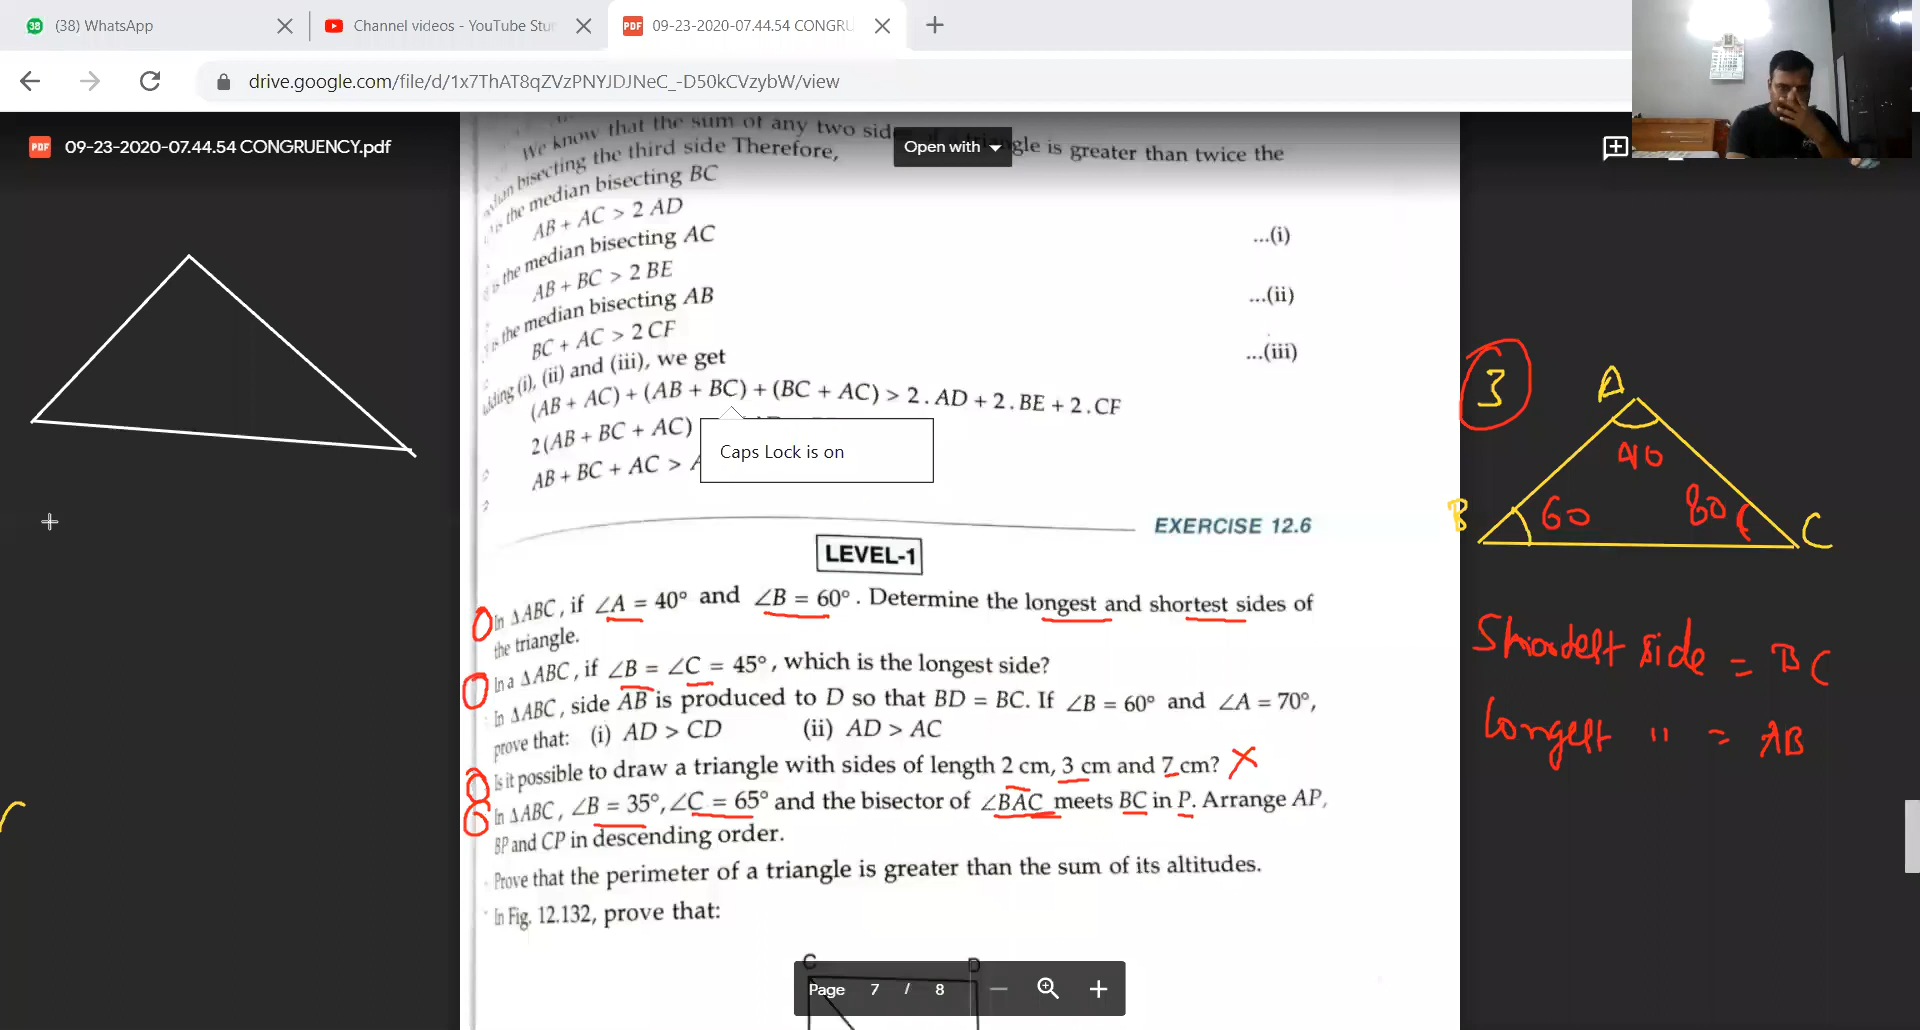 38 (38) WhatsApp
Channel videos - YouTube Stu
PDF 09-23-2020-07.44.54 CONGRU
drive.google.com/file/d/1x7ThAT8qZVzPNYJDJNeC_-D50kCVzybW/view
PDF 09-23-2020-07.44.54 CONGRUENCY.pdf
Open with
We know that the sum of any two sid gle is greater than twice the
bisecting the third side Therefore,
the median bisecting BC
AB + AC > 2 AD ...(i)
is the median bisecting AC
AB + BC > 2 BE ...(ii)
is the median bisecting AB
BC + AC > 2 CF ...(iii)
dding (i), (ii) and (iii), we get
(AB + AC) + (AB + BC) + (BC + AC) > 2 . AD + 2 . BE + 2 . CF
2(AB + BC + AC)
AB + BC + AC >
Caps Lock is on
EXERCISE 12.6
LEVEL-1
In ΔABC, if ∠A = 40° and ∠B = 60°. Determine the longest and shortest sides of
the triangle.
In a ΔABC, if ∠B = ∠C = 45°, which is the longest side?
In ΔABC, side AB is produced to D so that BD = BC. If ∠B = 60° and ∠A = 70°,
prove that: (i) AD > CD (ii) AD > AC
Is it possible to draw a triangle with sides of length 2 cm, 3 cm and 7 cm?
In ΔABC, ∠B = 35°, ∠C = 65° and the bisector of ∠BAC meets BC in P. Arrange AP,
BP and CP in descending order.
Prove that the perimeter of a triangle is greater than the sum of its altitudes.
In Fig. 12.132, prove that:
C D
Page 7 / 8
3
A
40
B 60 80 C
Shortest side = BC
Longest " = AB